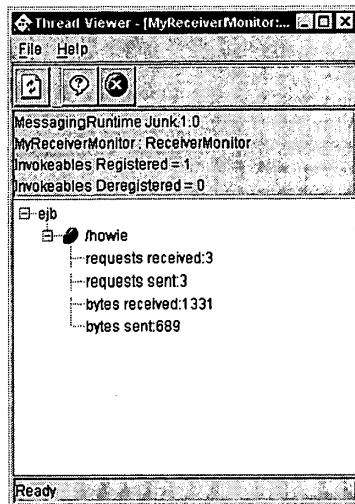 Thread Viewer - [MyReceiverMonitor:...
File Help
MessagingRuntime Junk:1.0
MyReceiverMonitor : ReceiverMonitor
Invokeables Registered = 1
Invokeables Deregistered = 0
ejb
/howie
requests received:3
requests sent:3
bytes received:1331
bytes sent:689
Ready